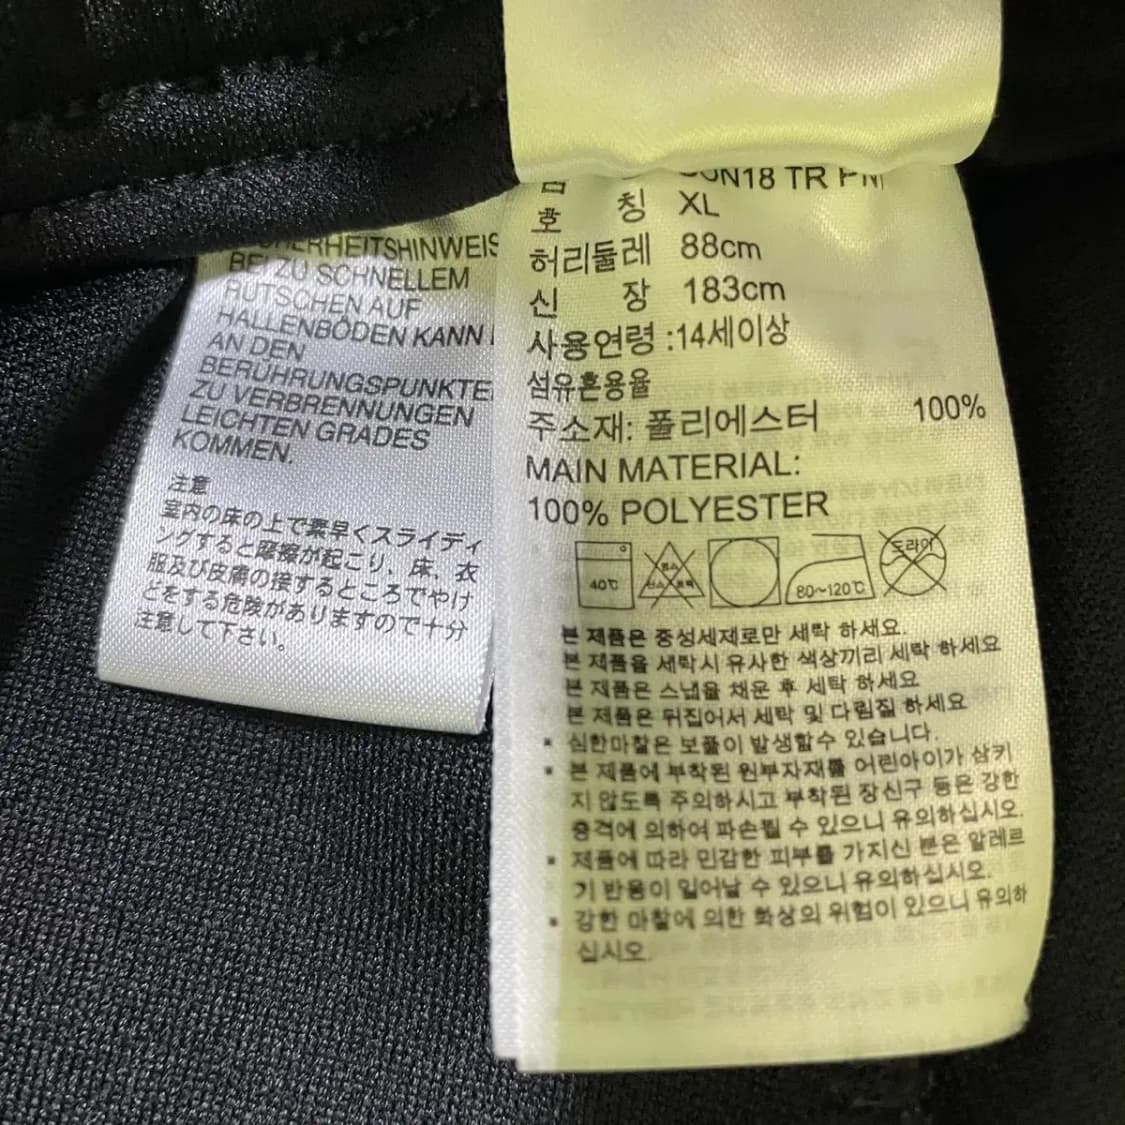 SICHERHEITSHINWEIS
BEI ZU SCHNELLEM
RUTSCHEN AUF
HALLENBÖDEN KANN
AN DEN
BERÜHRUNGSPUNKTE
ZU VERBRENNUNGEN
LEICHTEN GRADES
KOMMEN.
注意
室内の床の上で素早くスライディ
ングすると摩擦が起こり、床、衣
服及び皮膚の接するところでやけ
どをする危険がありますので十分
注意して下さい。
CON18 TR PN
호 칭 XL
허리둘레 88cm
신 장 183cm
사용연령 :14세이상
섬유혼용율
주소재: 폴리에스터 100%
MAIN MATERIAL:
100% POLYESTER
40℃
염소
산소표백
80~120℃
드라이
본 제품은 중성세제로만 세탁 하세요.
본 제품을 세탁시 유사한 색상끼리 세탁 하세요
본 제품은 스냅을 채운 후 세탁 하세요
본 제품은 뒤집어서 세탁 및 다림질 하세요
* 심한마찰은 보풀이 발생할수 있습니다.
* 본 제품에 부착된 원부자재를 어린아이가 삼키
지 않도록 주의하시고 부착된 장신구 등은 강한
충격에 의하여 파손될 수 있으니 유의하십시오.
* 제품에 따라 민감한 피부를 가지신 분은 알레르
기 반응이 일어날 수 있으니 유의하십시오.
* 강한 마찰에 의한 화상의 위험이 있으니 유의하
십시오.